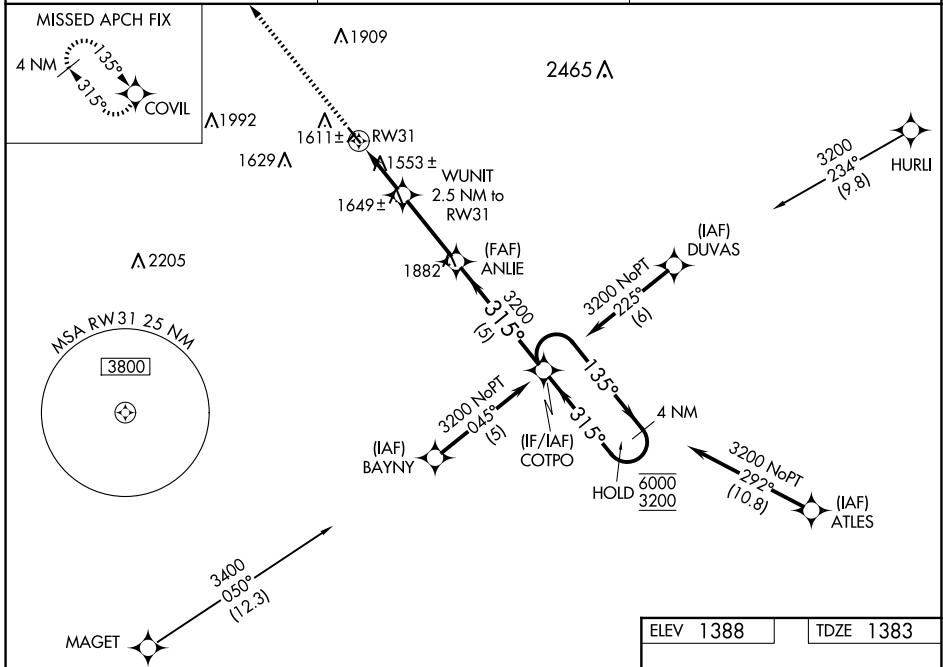 MISSED APCH FIX
4 NM
135°
315°
COVIL
1909
2465
1992
1611±
RW31
1629
1553±
WUNIT
2.5 NM to
RW31
1649±
3200
234°
(9.8)
HURLI
(IAF)
DUVAS
(FAF)
ANLIE
1882
2205
3200 NoPT
225°
(6)
3200
315°
(5)
MSA RW31 25 NM
3800
135°
315°
4 NM
3200 NoPT
045°
(5)
(IF/IAF)
COTPO
(IAF)
BAYNY
HOLD
6000
3200
3200 NoPT
292°
(10.8)
(IAF)
ATLES
3400
050°
(12.3)
MAGET
ELEV 1388
TDZE 1383